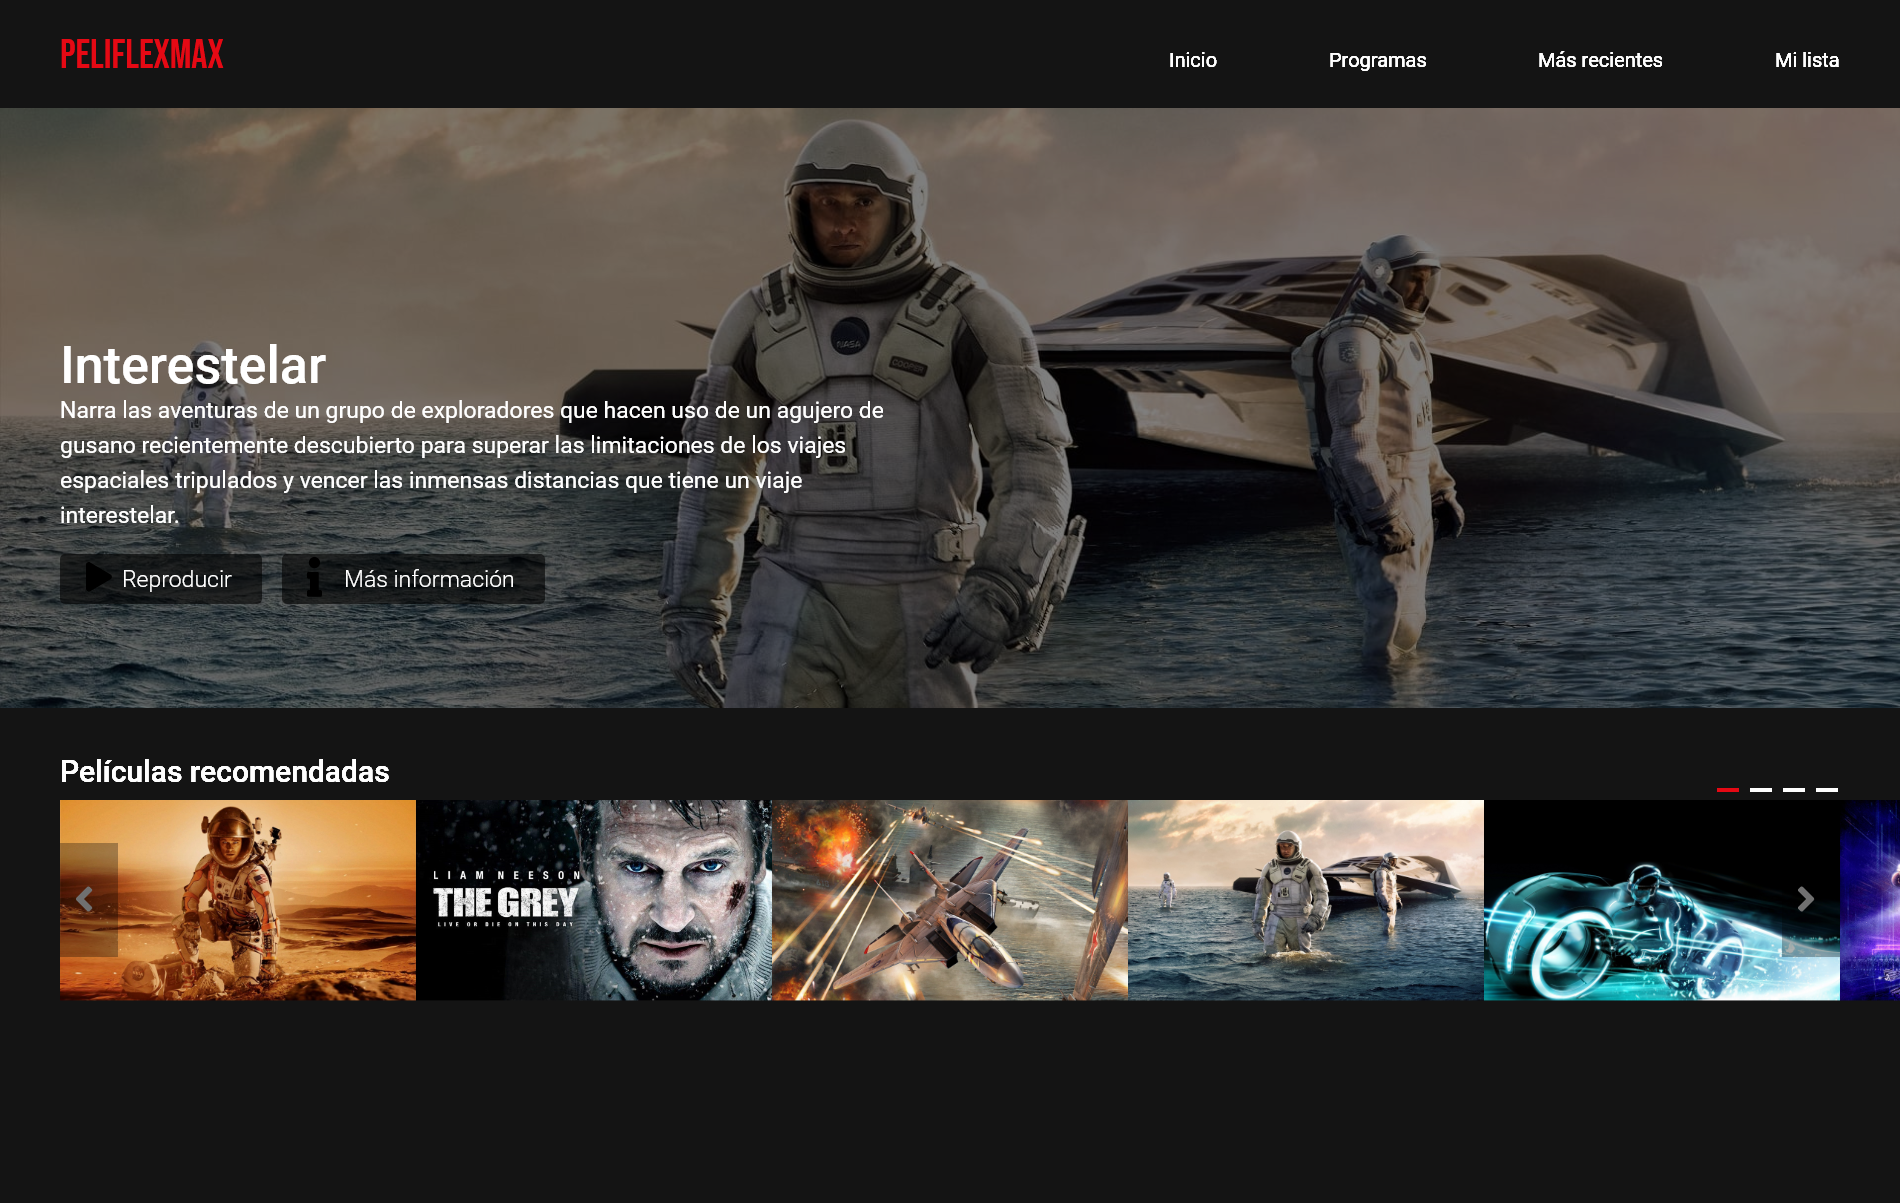 PELIFLEXMAX
Inicio Programas Más recientes Mi lista
NASA
COOPER
Interestelar
Narra las aventuras de un grupo de exploradores que hacen uso de un agujero de
gusano recientemente descubierto para superar las limitaciones de los viajes
espaciales tripulados y vencer las inmensas distancias que tiene un viaje
interestelar.
Reproducir Más información
Películas recomendadas
LIAM NEESON
THE GREY
LIVE OR DIE ON THIS DAY